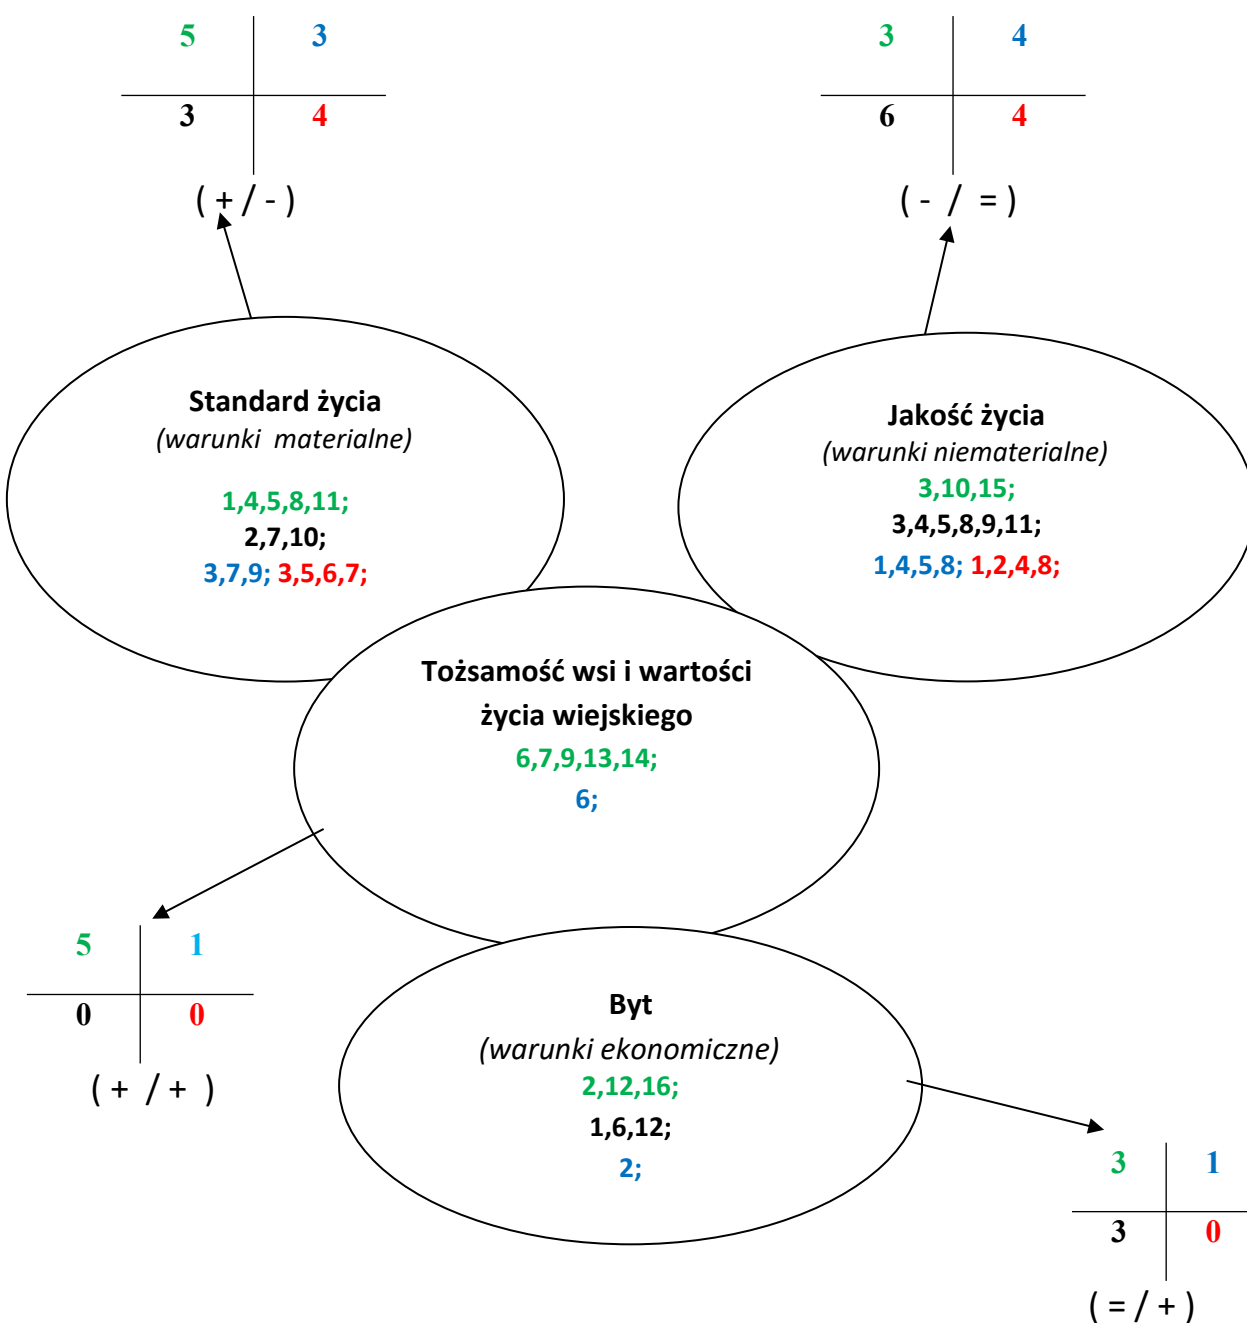 5 3
3 4
( + / - )
3 4
6 4
( - / = )
Standard życia
(warunki materialne)
1,4,5,8,11;
2,7,10;
3,7,9; 3,5,6,7;
Jakość życia
(warunki niematerialne)
3,10,15;
3,4,5,8,9,11;
1,4,5,8; 1,2,4,8;
Tożsamość wsi i wartości
życia wiejskiego
6,7,9,13,14;
6;
5 1
0 0
( + / + )
Byt
(warunki ekonomiczne)
2,12,16;
1,6,12;
2;
3 1
3 0
( = / + )